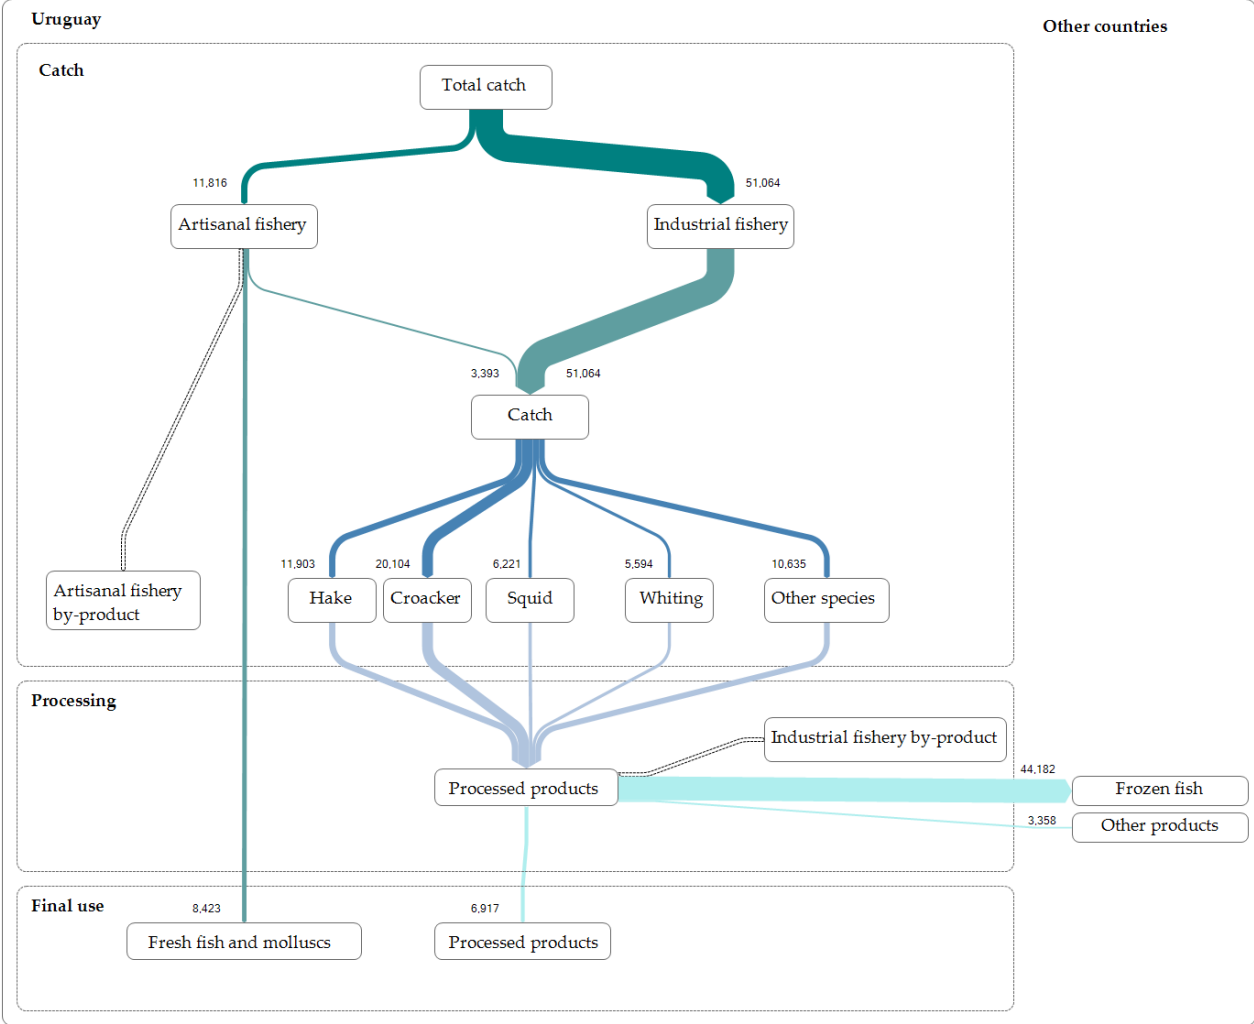 Uruguay
Other countries
Catch
Total catch
11,816
51,064
Artisanal fishery
Industrial fishery
3,393
51,064
Catch
11,903
20,104
6,221
5,594
10,635
Artisanal fishery
by-product
Hake
Croacker
Squid
Whiting
Other species
Processing
Industrial fishery by-product
44,182
Processed products
Frozen fish
3,358
Other products
Final use
8,423
6,917
Fresh fish and molluscs
Processed products